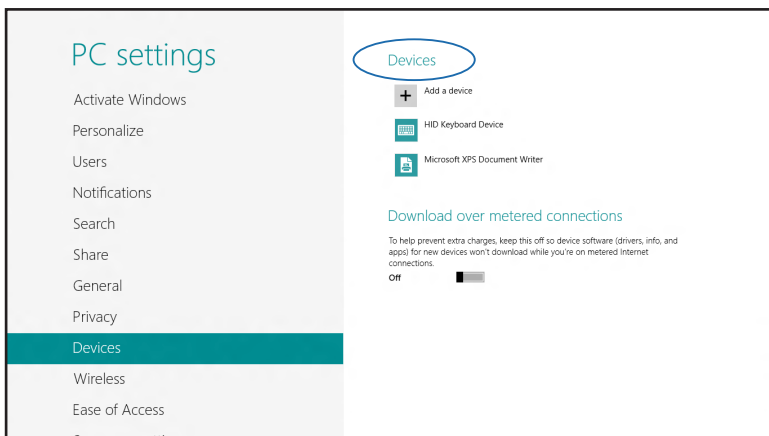 PC settings
Activate Windows
Personalize
Users
Notifications
Search
Share
General
Privacy
Devices
Wireless
Ease of Access
Devices
Add a device
HID Keyboard Device
Microsoft XPS Document Writer
Download over metered connections
To help prevent extra charges, keep this off so device software (drivers, info, and
apps) for new devices won't download while you're on metered Internet
connections.
Off